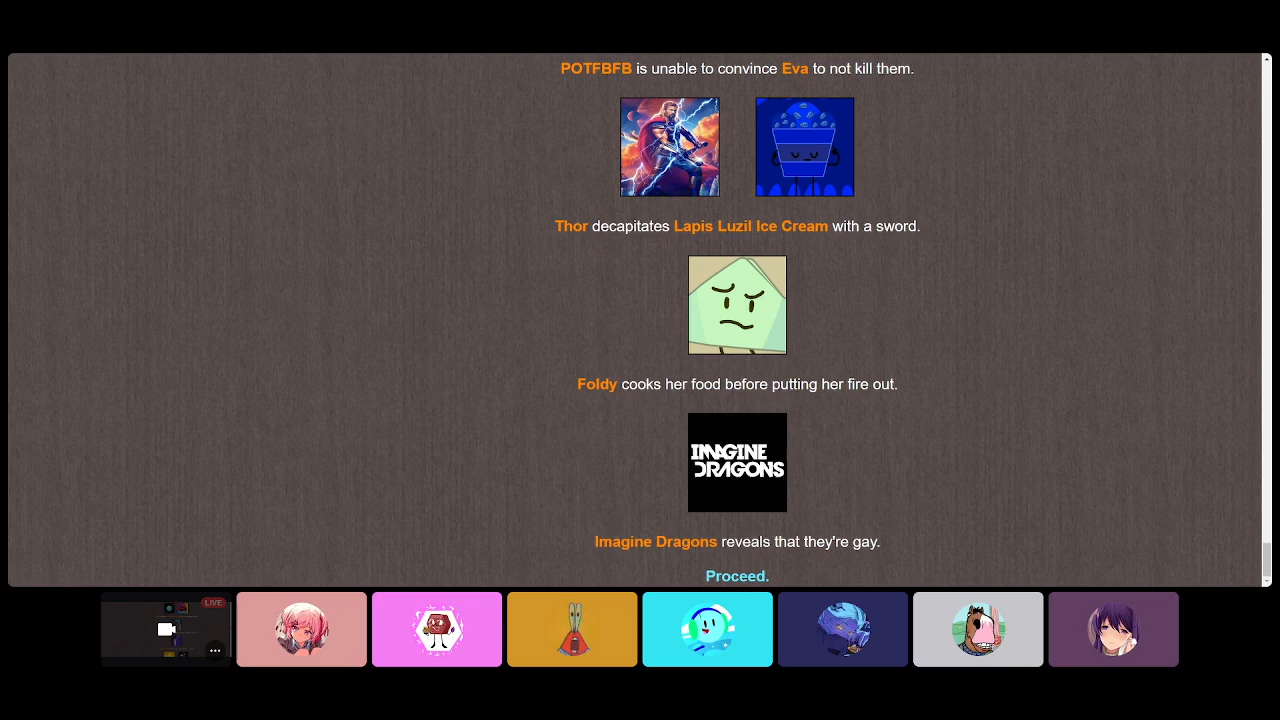 POTFBFB is unable to convince Eva to not kill them.
Thor decapitates Lapis Luzil Ice Cream with a sword.
Foldy cooks her food before putting her fire out.
IMAGINE
DRAGONS
Imagine Dragons reveals that they're gay.
Proceed.
LIVE